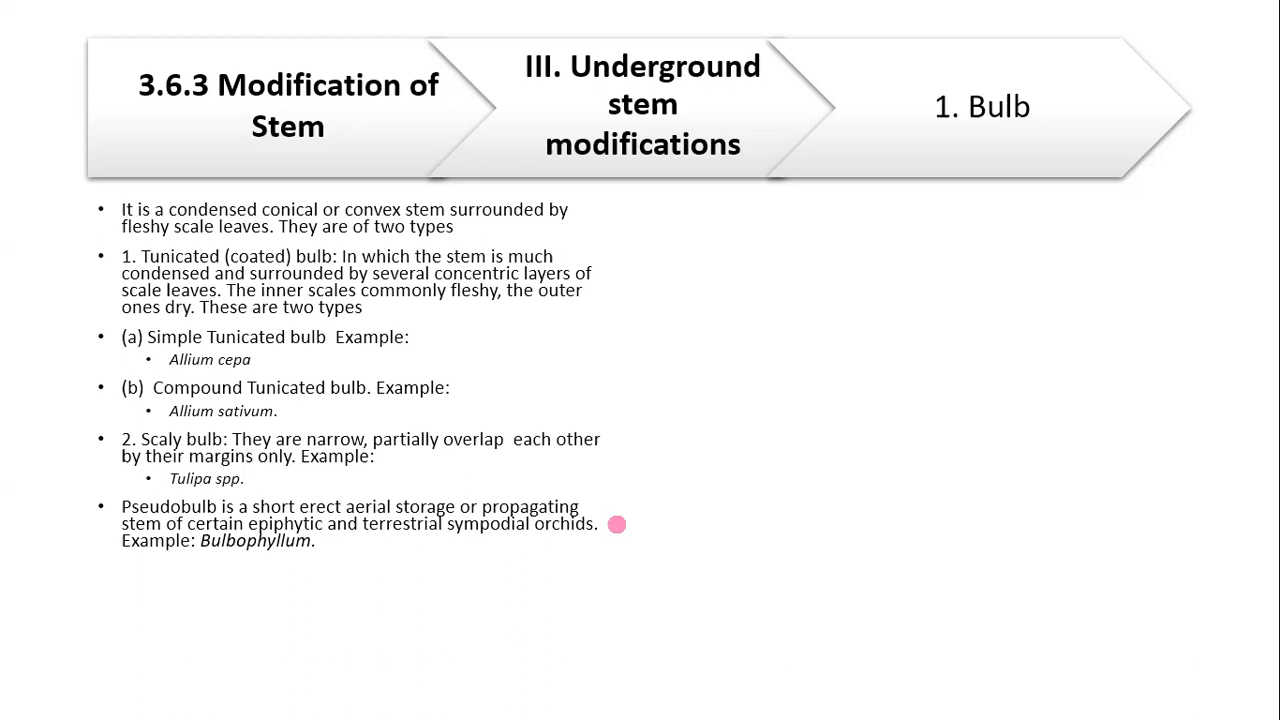 3.6.3 Modification of
Stem
III. Underground
stem
modifications
1. Bulb
• It is a condensed conical or convex stem surrounded by
fleshy scale leaves. They are of two types
• 1. Tunicated (coated) bulb: In which the stem is much
condensed and surrounded by several concentric layers of
scale leaves. The inner scales commonly fleshy, the outer
ones dry. These are two types
• (a) Simple Tunicated bulb  Example:
• Allium cepa
• (b)  Compound Tunicated bulb. Example:
• Allium sativum.
• 2. Scaly bulb: They are narrow, partially overlap  each other
by their margins only. Example:
• Tulipa spp.
• Pseudobulb is a short erect aerial storage or propagating
stem of certain epiphytic and terrestrial sympodial orchids.
Example: Bulbophyllum.